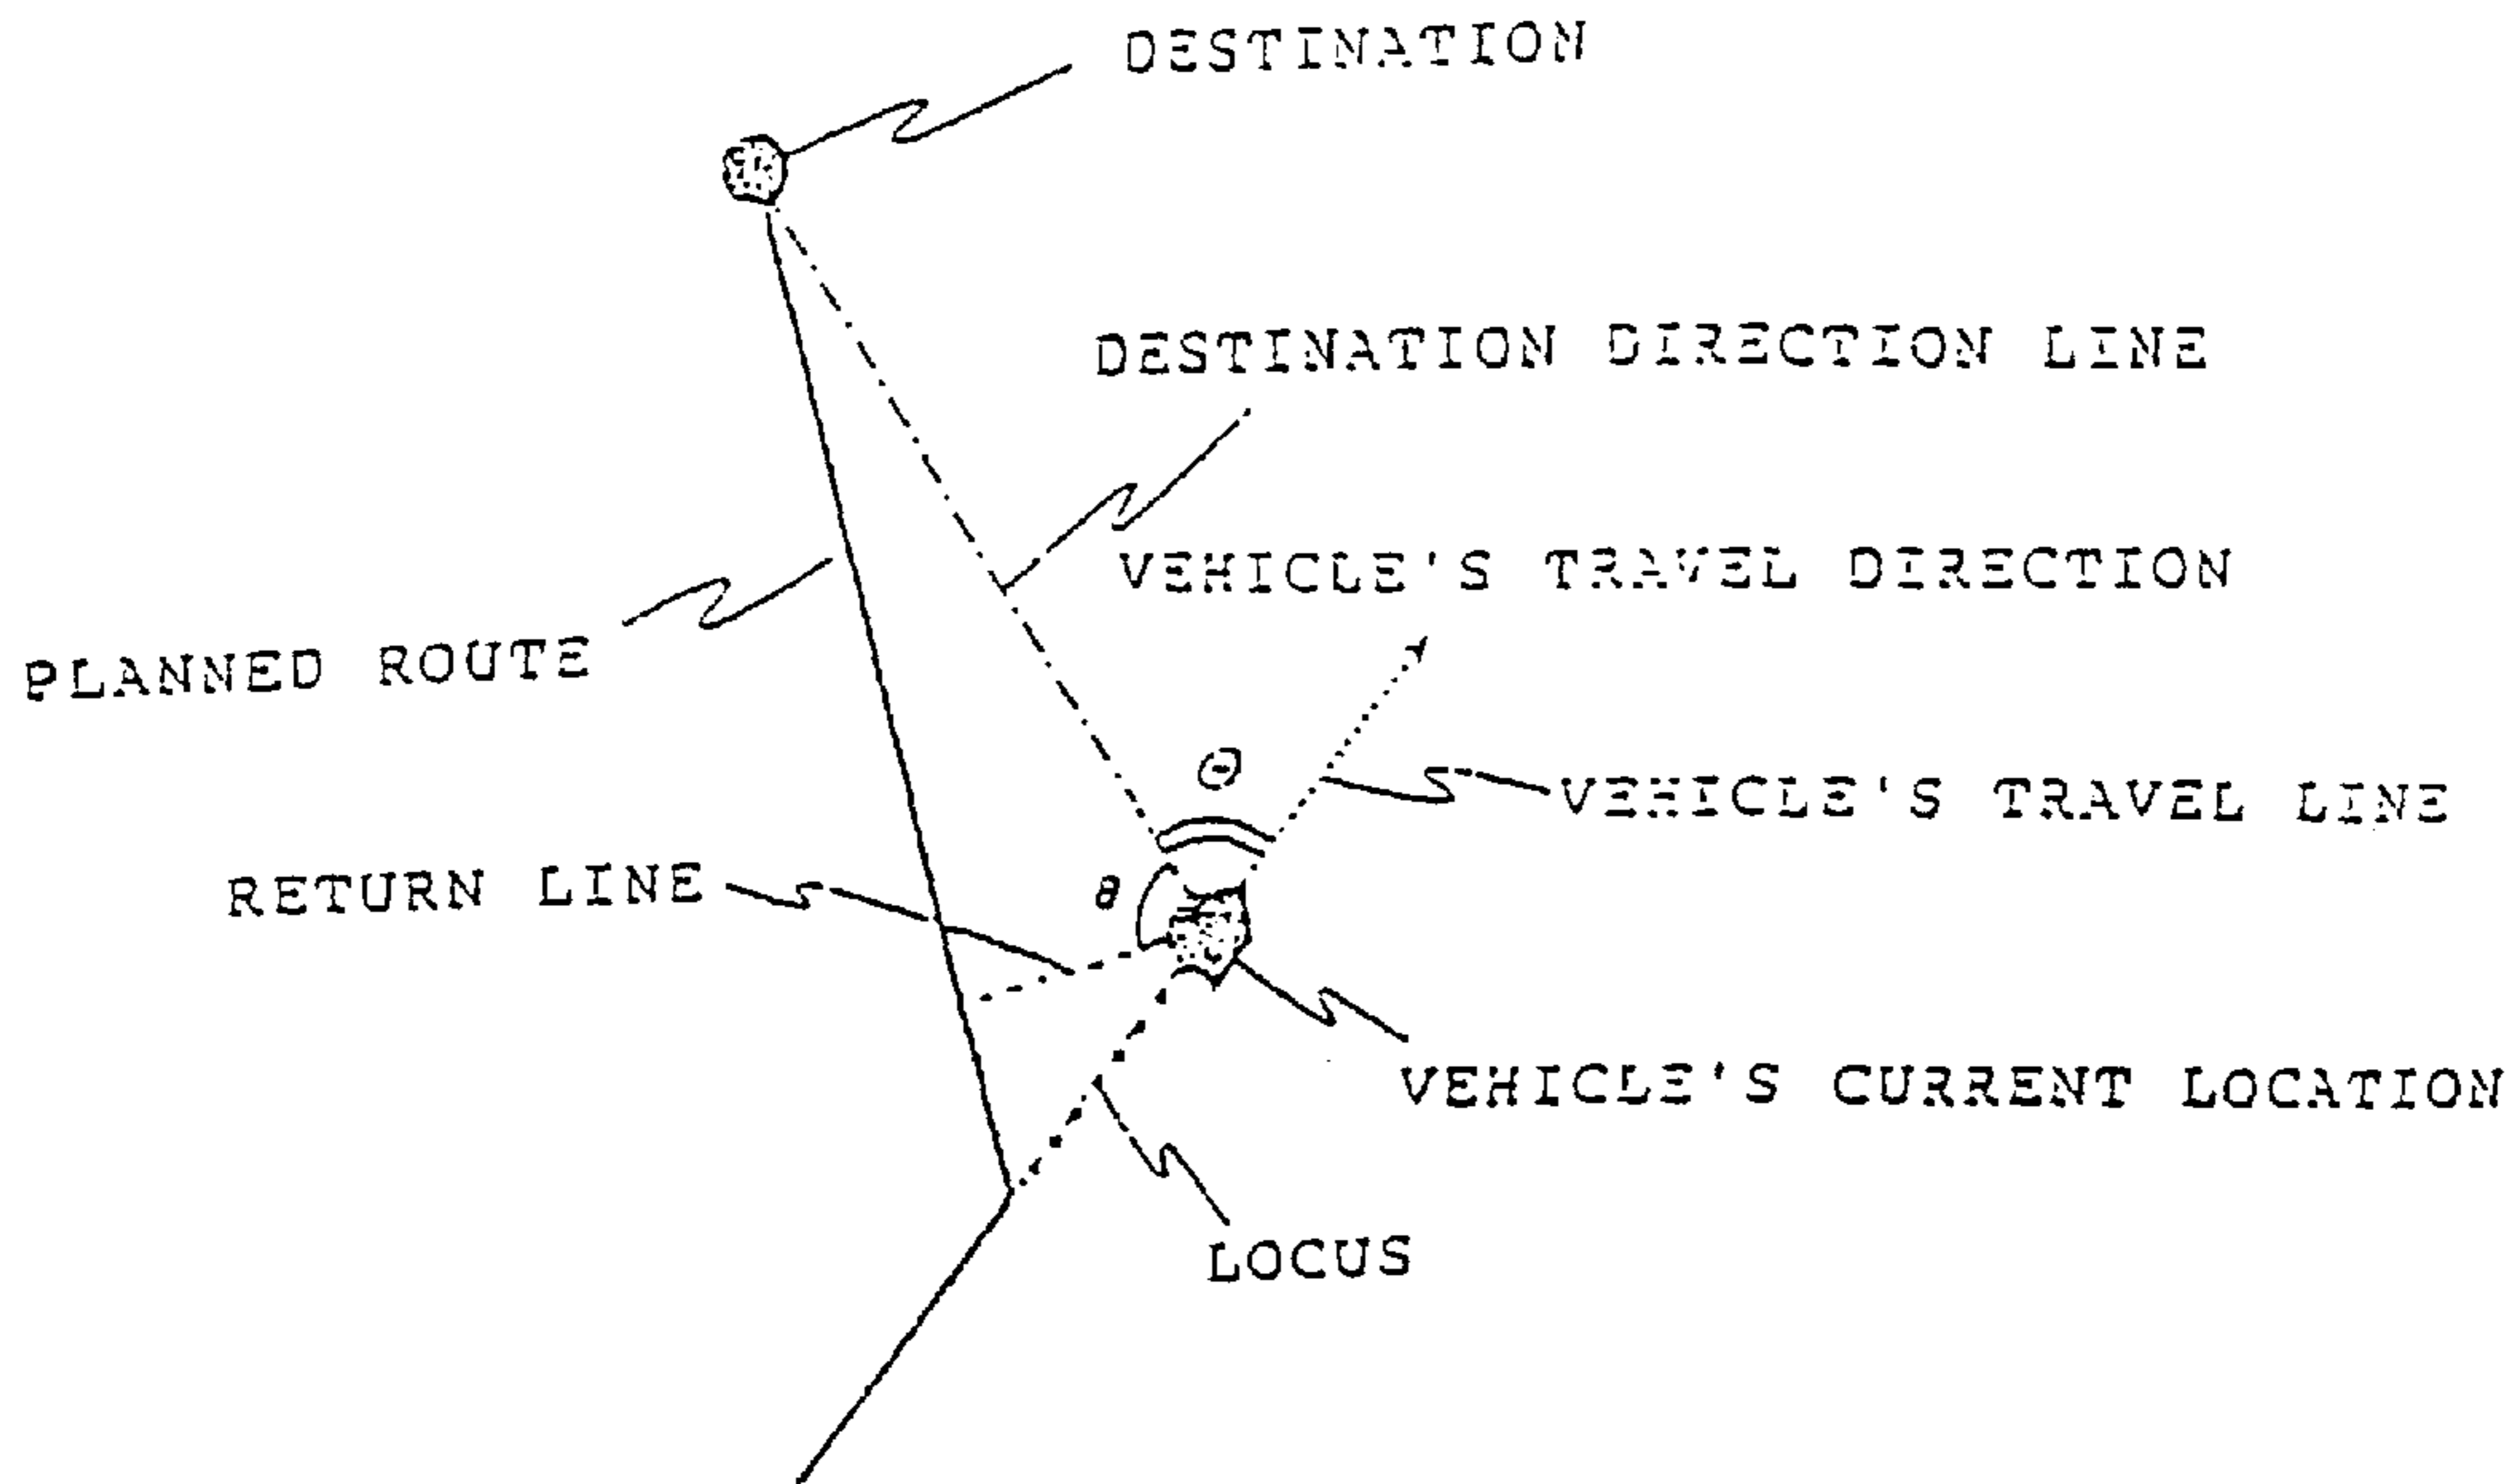 DESTINATION
DESTINATION DIRECTION LINE
VEHICLE'S TRAVEL DIRECTION
PLANNED ROUTE
Θ
VEHICLE'S TRAVEL LINE
RETURN LINE
θ
VEHICLE'S CURRENT LOCATION
LOCUS